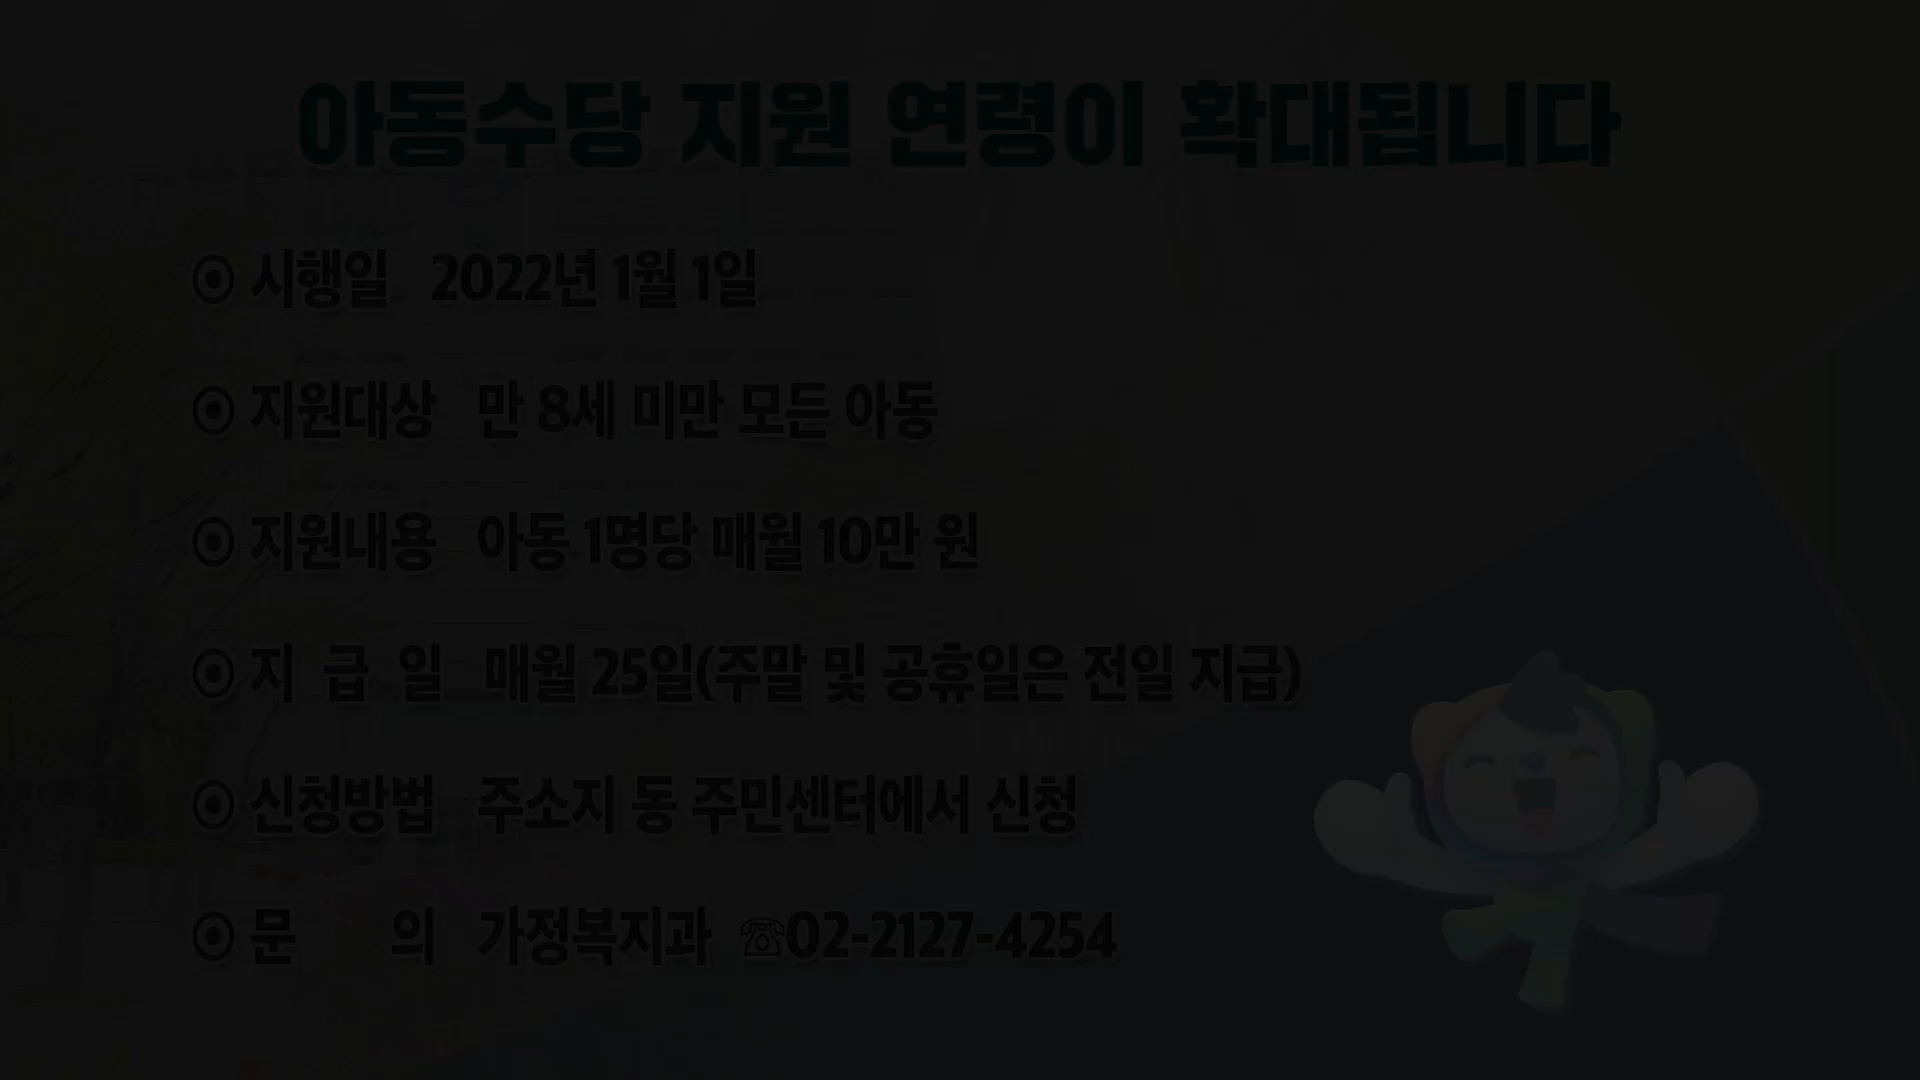 아동수당 지원 연령이 확대됩니다
⊙ 시행일 2022년 1월 1일
⊙ 지원대상 만 8세 미만 모든 아동
⊙ 지원내용 아동 1명당 매월 10만 원
⊙ 지 급 일 매월 25일(주말 및 공휴일은 전일 지급)
⊙ 신청방법 주소지 동 주민센터에서 신청
⊙ 문 의 가정복지과 ☏02-2127-4254